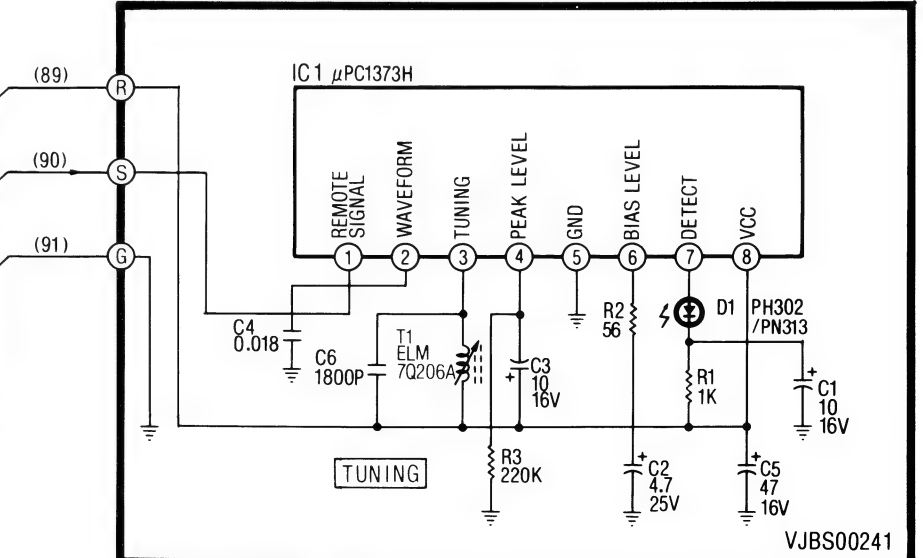 IC1 μPC1373H
(89)
R
(90)
S
(91)
G
REMOTE
SIGNAL
WAVEFORM
TUNING
PEAK LEVEL
GND
BIAS LEVEL
DETECT
VCC
1
2
3
4
5
6
7
8
C4
0.018
C6
1800P
T1
ELM
7Q206A
+
C3
10
16V
R2
56
D1
PH302
/PN313
R1
1K
+
C1
10
16V
TUNING
R3
220K
+
C2
4.7
25V
+
C5
47
16V
VJBS00241